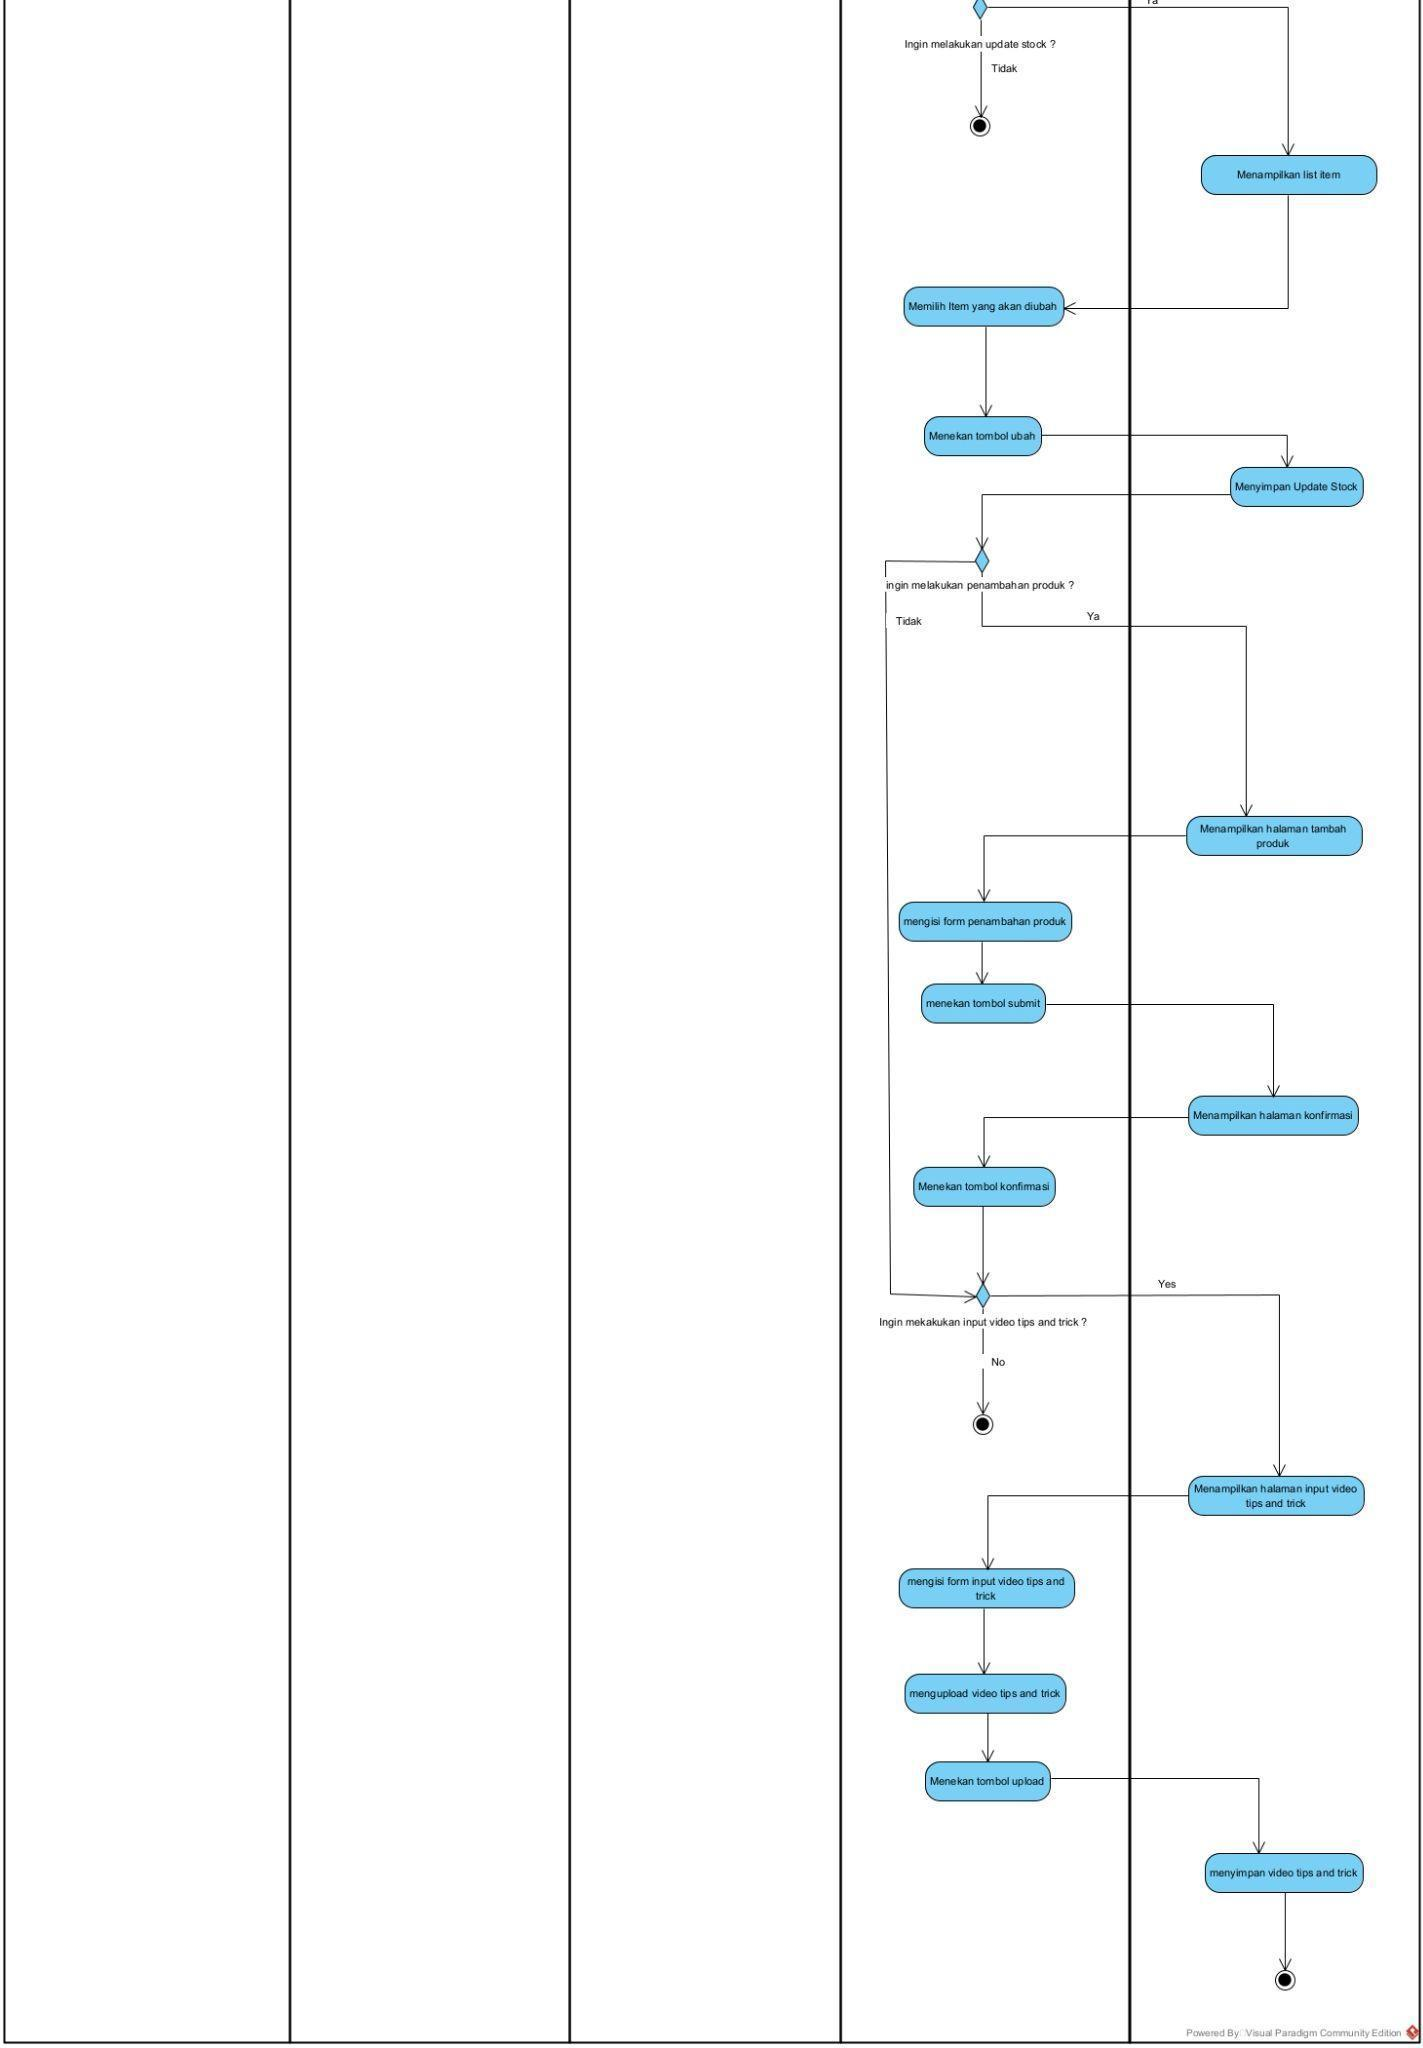 Ya
Ingin melakukan update stock ?
Tidak
Menampilkan list item
Memilih Item yang akan diubah
Menekan tombol ubah
Menyimpan Update Stock
ingin melakukan penambahan produk ?
Ya
Tidak
Menampilkan halaman tambah
produk
mengisi form penambahan produk
menekan tombol submit
Menampilkan halaman konfirmasi
Menekan tombol konfirmasi
Yes
Ingin mekakukan input video tips and trick ?
No
Menampilkan halaman input video
tips and trick
mengisi form input video tips and
trick
mengupload video tips and trick
Menekan tombol upload
menyimpan video tips and trick
Powered By Visual Paradigm Community Edition